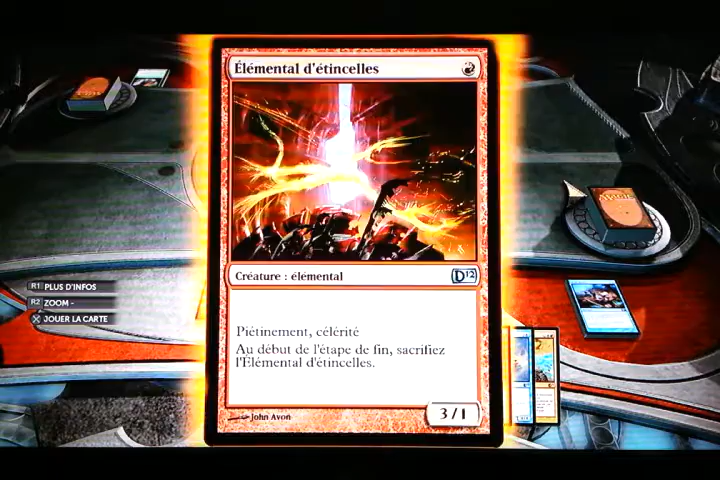 Élémental d'étincelles
Créature : élémental
D12
Piétinement, célérité
Au début de l'étape de fin, sacrifiez
l'Élémental d'étincelles.
John Avon
3/1
R1 PLUS D'INFOS
R2 ZOOM -
JOUER LA CARTE
MAGIC